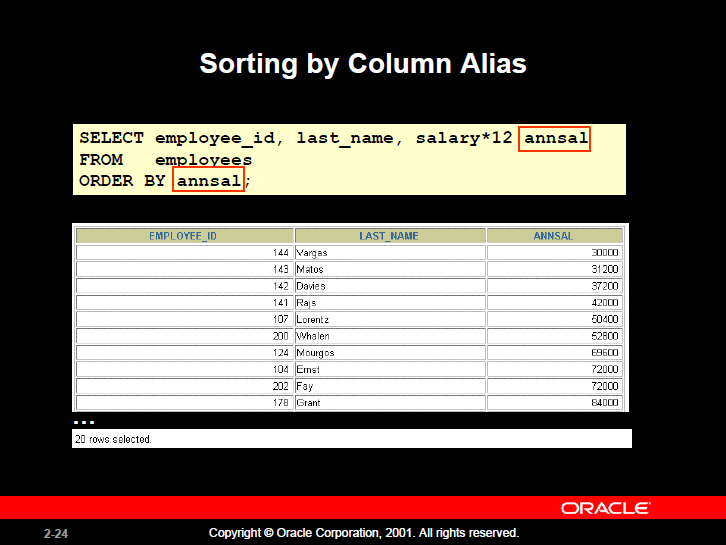 Sorting by Column Alias
SELECT employee_id, last_name, salary*12 annsal
FROM employees
ORDER BY annsal;
EMPLOYEE_ID LAST_NAME ANNSAL
144 Vargas 30000
143 Matos 31200
142 Davies 37200
141 Rajs 42000
107 Lorentz 50400
200 Whalen 52800
124 Mourgos 69600
104 Ernst 72000
202 Fay 72000
178 Grant 84000
...
20 rows selected.
ORACLE®
2-24 Copyright © Oracle Corporation, 2001. All rights reserved.